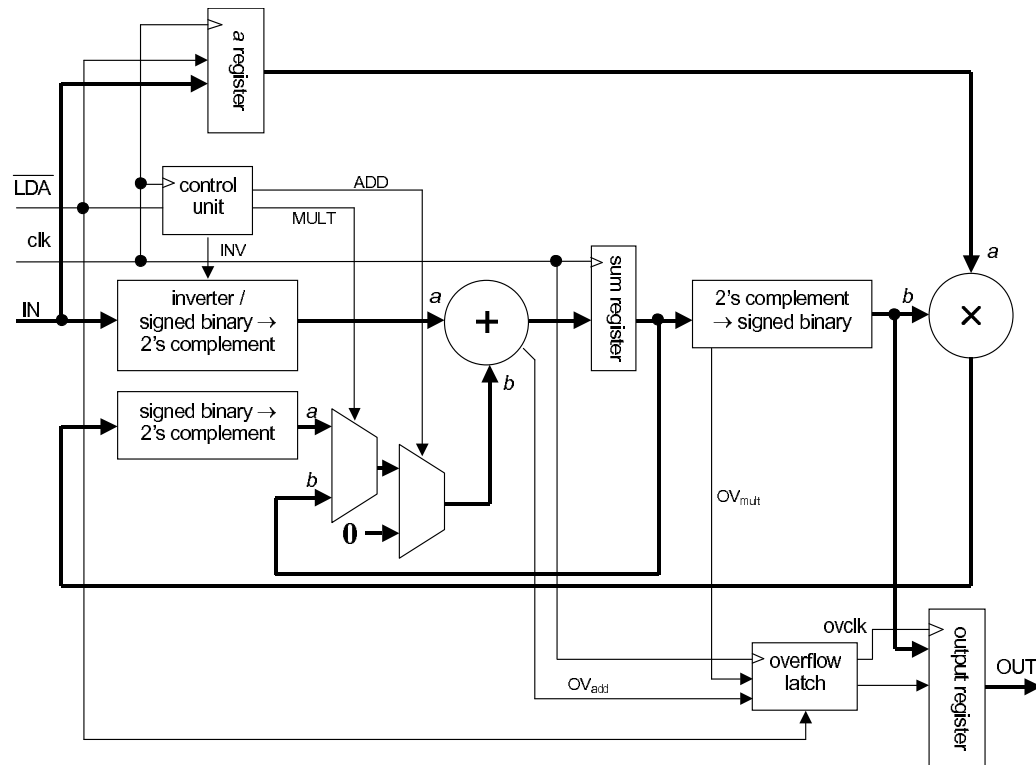 a register
LDA
control
unit
ADD
MULT
clk
INV
IN
inverter /
signed binary →
2's complement
a
+
b
sum register
2's complement
→ signed binary
b
a
×
signed binary →
2's complement
a
b
0
OVmult
OVadd
ovclk
overflow
latch
output register
OUT